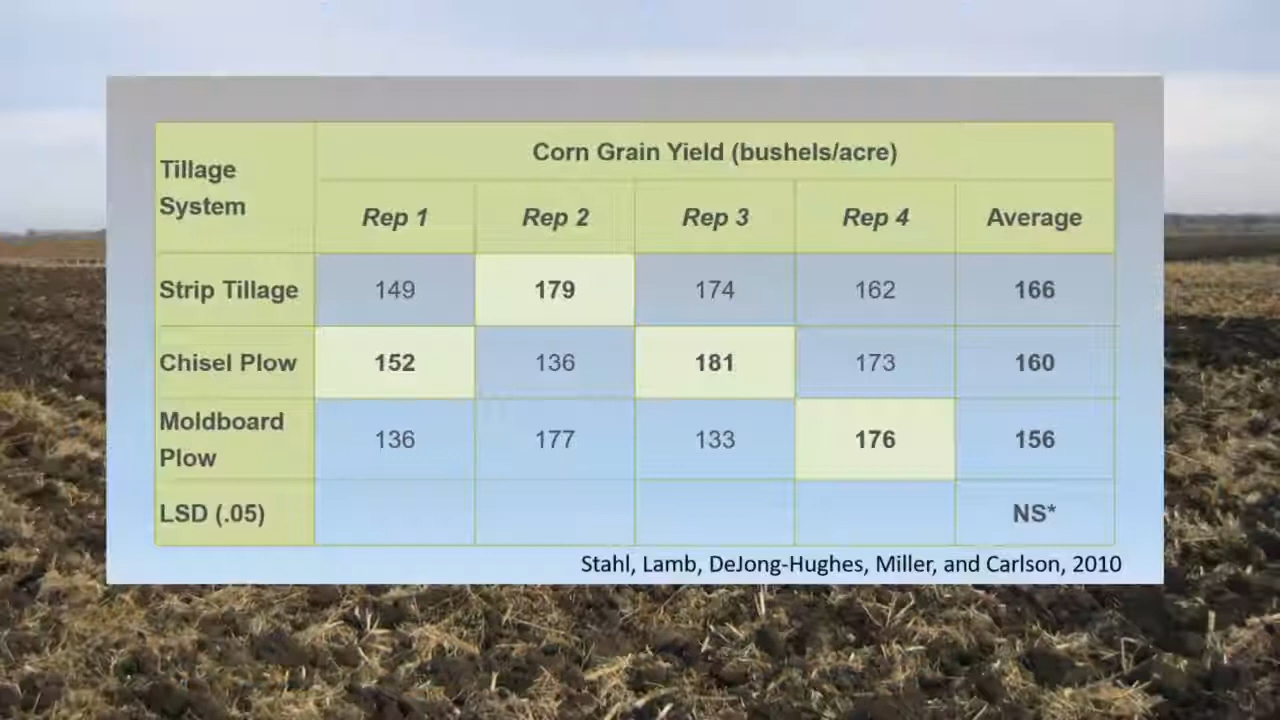 Tillage System
Corn Grain Yield (bushels/acre)
Rep 1 Rep 2 Rep 3 Rep 4 Average
Strip Tillage 149 179 174 162 166
Chisel Plow 152 136 181 173 160
Moldboard Plow 136 177 133 176 156
LSD (.05) NS*
Stahl, Lamb, DeJong-Hughes, Miller, and Carlson, 2010